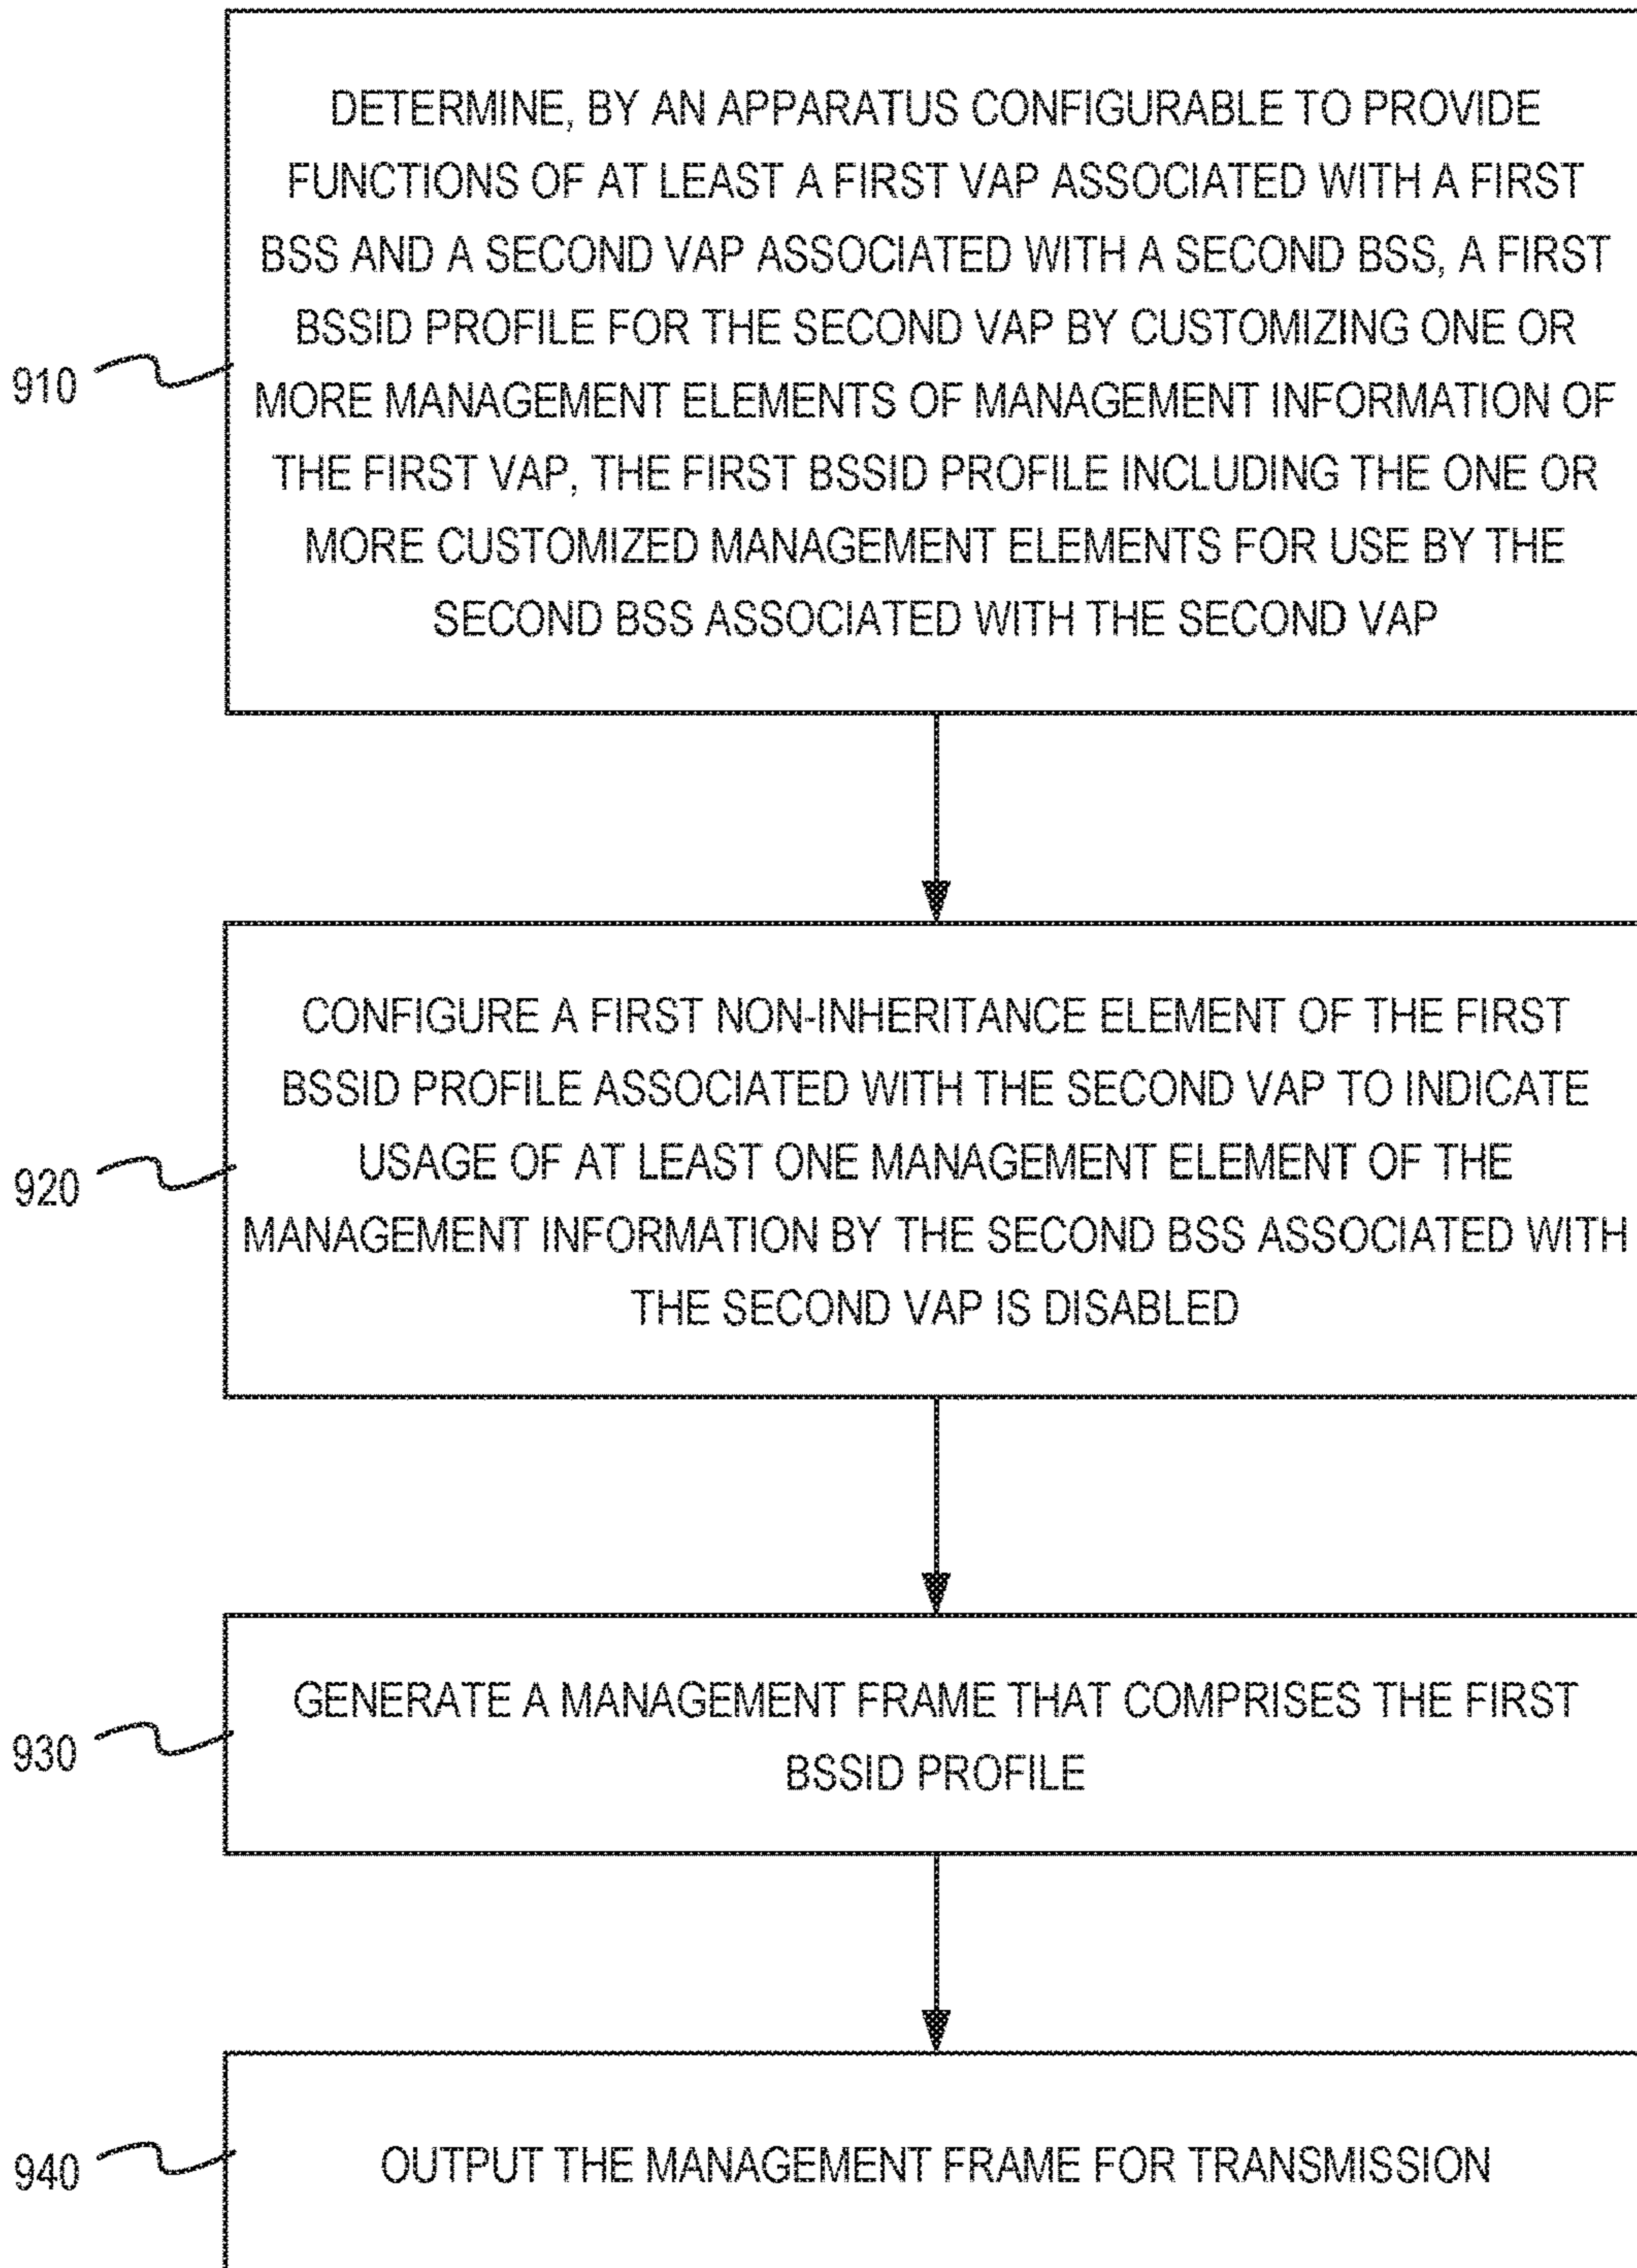 DETERMINE, BY AN APPARATUS CONFIGURABLE TO PROVIDE
FUNCTIONS OF AT LEAST A FIRST VAP ASSOCIATED WITH A FIRST
BSS AND A SECOND VAP ASSOCIATED WITH A SECOND BSS, A FIRST
BSSID PROFILE FOR THE SECOND VAP BY CUSTOMIZING ONE OR
910
MORE MANAGEMENT ELEMENTS OF MANAGEMENT INFORMATION OF
THE FIRST VAP, THE FIRST BSSID PROFILE INCLUDING THE ONE OR
MORE CUSTOMIZED MANAGEMENT ELEMENTS FOR USE BY THE
SECOND BSS ASSOCIATED WITH THE SECOND VAP
CONFIGURE A FIRST NON-INHERITANCE ELEMENT OF THE FIRST
BSSID PROFILE ASSOCIATED WITH THE SECOND VAP TO INDICATE
USAGE OF AT LEAST ONE MANAGEMENT ELEMENT OF THE
920
MANAGEMENT INFORMATION BY THE SECOND BSS ASSOCIATED WITH
THE SECOND VAP IS DISABLED
GENERATE A MANAGEMENT FRAME THAT COMPRISES THE FIRST
930
BSSID PROFILE
940
OUTPUT THE MANAGEMENT FRAME FOR TRANSMISSION